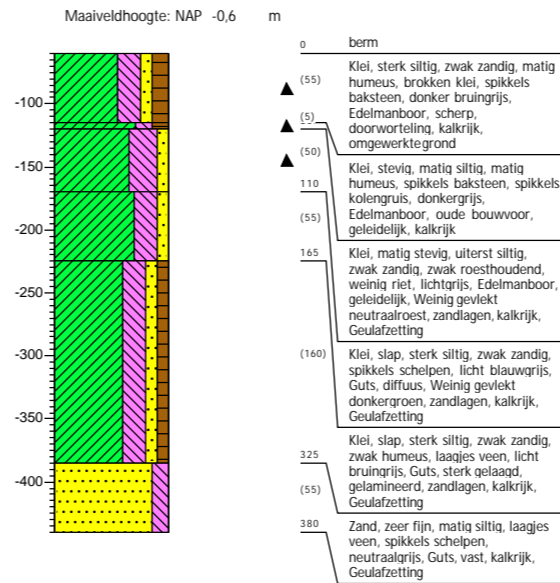 Maaiveldhoogte: NAP -0,6 m
-100
-150
-200
-250
-300
-350
-400
0
(55)
(5)
(50)
110
(55)
165
(160)
325
(55)
380
berm
Klei, sterk siltig, zwak zandig, matig
humeus, brokken klei, spikkels
baksteen, donker bruingrijs,
Edelmanboor, scherp,
doorworteling, kalkrijk,
omgewerktegrond
Klei, stevig, matig siltig, matig
humeus, spikkels baksteen, spikkels
kolengruis, donkergrijs,
Edelmanboor, oude bouwvoor,
geleidelijk, kalkrijk
Klei, matig stevig, uiterst siltig,
zwak zandig, zwak roesthoudend,
weinig riet, lichtgrijs, Edelmanboor,
geleidelijk, Weinig gevlekt
neutraalroest, zandlagen, kalkrijk,
Geulafzetting
Klei, slap, sterk siltig, zwak zandig,
spikkels schelpen, licht blauwgrijs,
Guts, diffuus, Weinig gevlekt
donkergroen, zandlagen, kalkrijk,
Geulafzetting
Klei, slap, sterk siltig, zwak zandig,
zwak humeus, laagjes veen, licht
bruingrijs, Guts, sterk gelaagd,
gelamineerd, zandlagen, kalkrijk,
Geulafzetting
Zand, zeer fijn, matig siltig, laagjes
veen, spikkels schelpen,
neutraalgrijs, Guts, vast, kalkrijk,
Geulafzetting